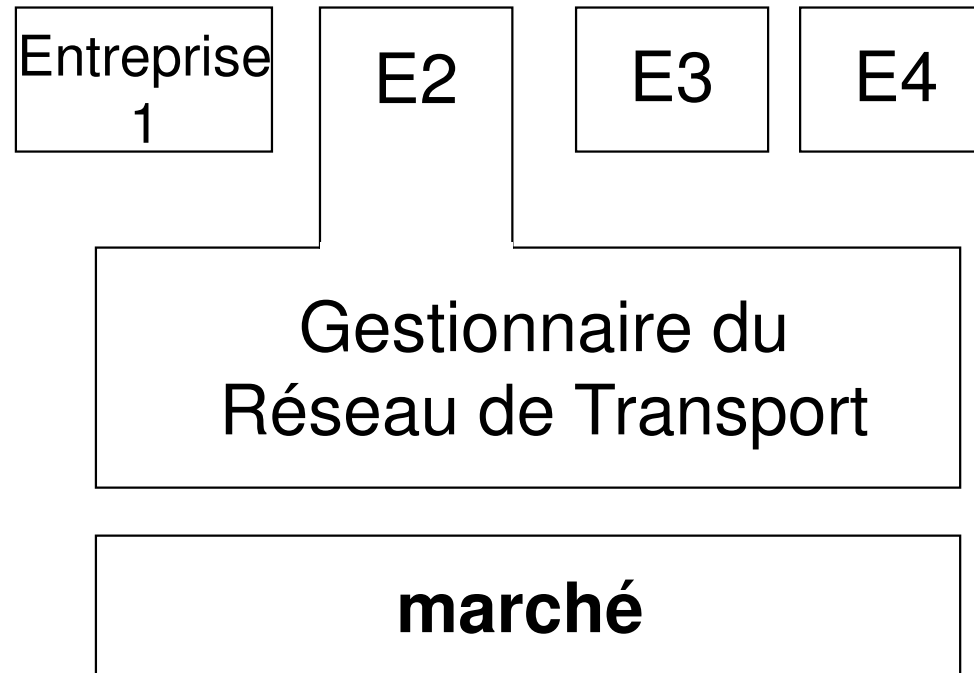 Entreprise
1
E2
E3
E4
Gestionnaire du
Réseau de Transport
marché